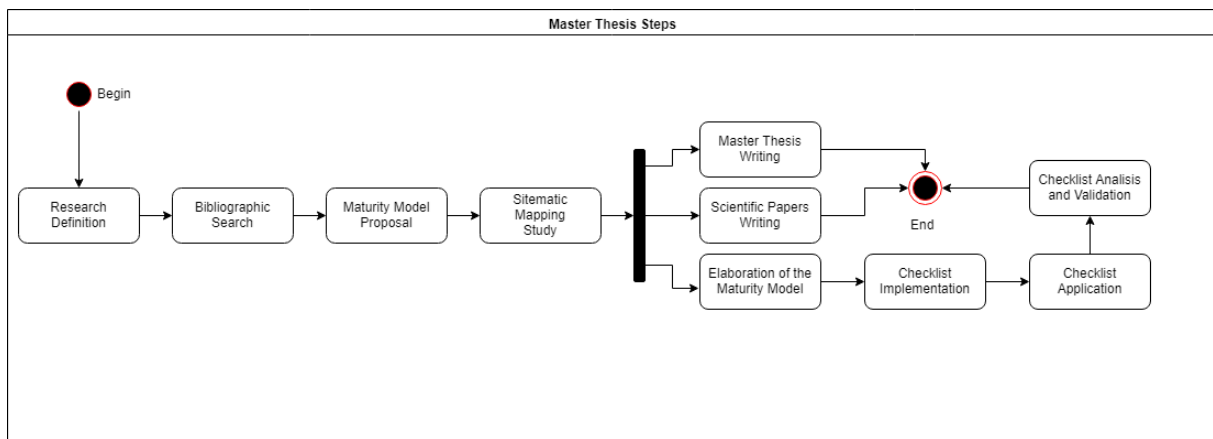 Master Thesis Steps
Begin
Research
Definition
Bibliographic
Search
Maturity Model
Proposal
Sitematic
Mapping
Study
Master Thesis
Writing
Scientific Papers
Writing
Elaboration of the
Maturity Model
Checklist
Implementation
Checklist
Application
Checklist Analisis
and Validation
End